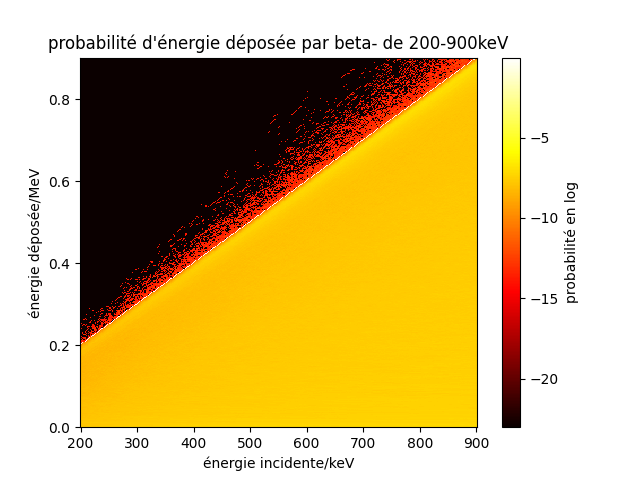 probabilité d'énergie déposée par beta- de 200-900keV
énergie déposée/MeV
0.8
0.6
0.4
0.2
0.0
200 300 400 500 600 700 800 900
énergie incidente/keV
−5
−10
−15
−20
probabilité en log